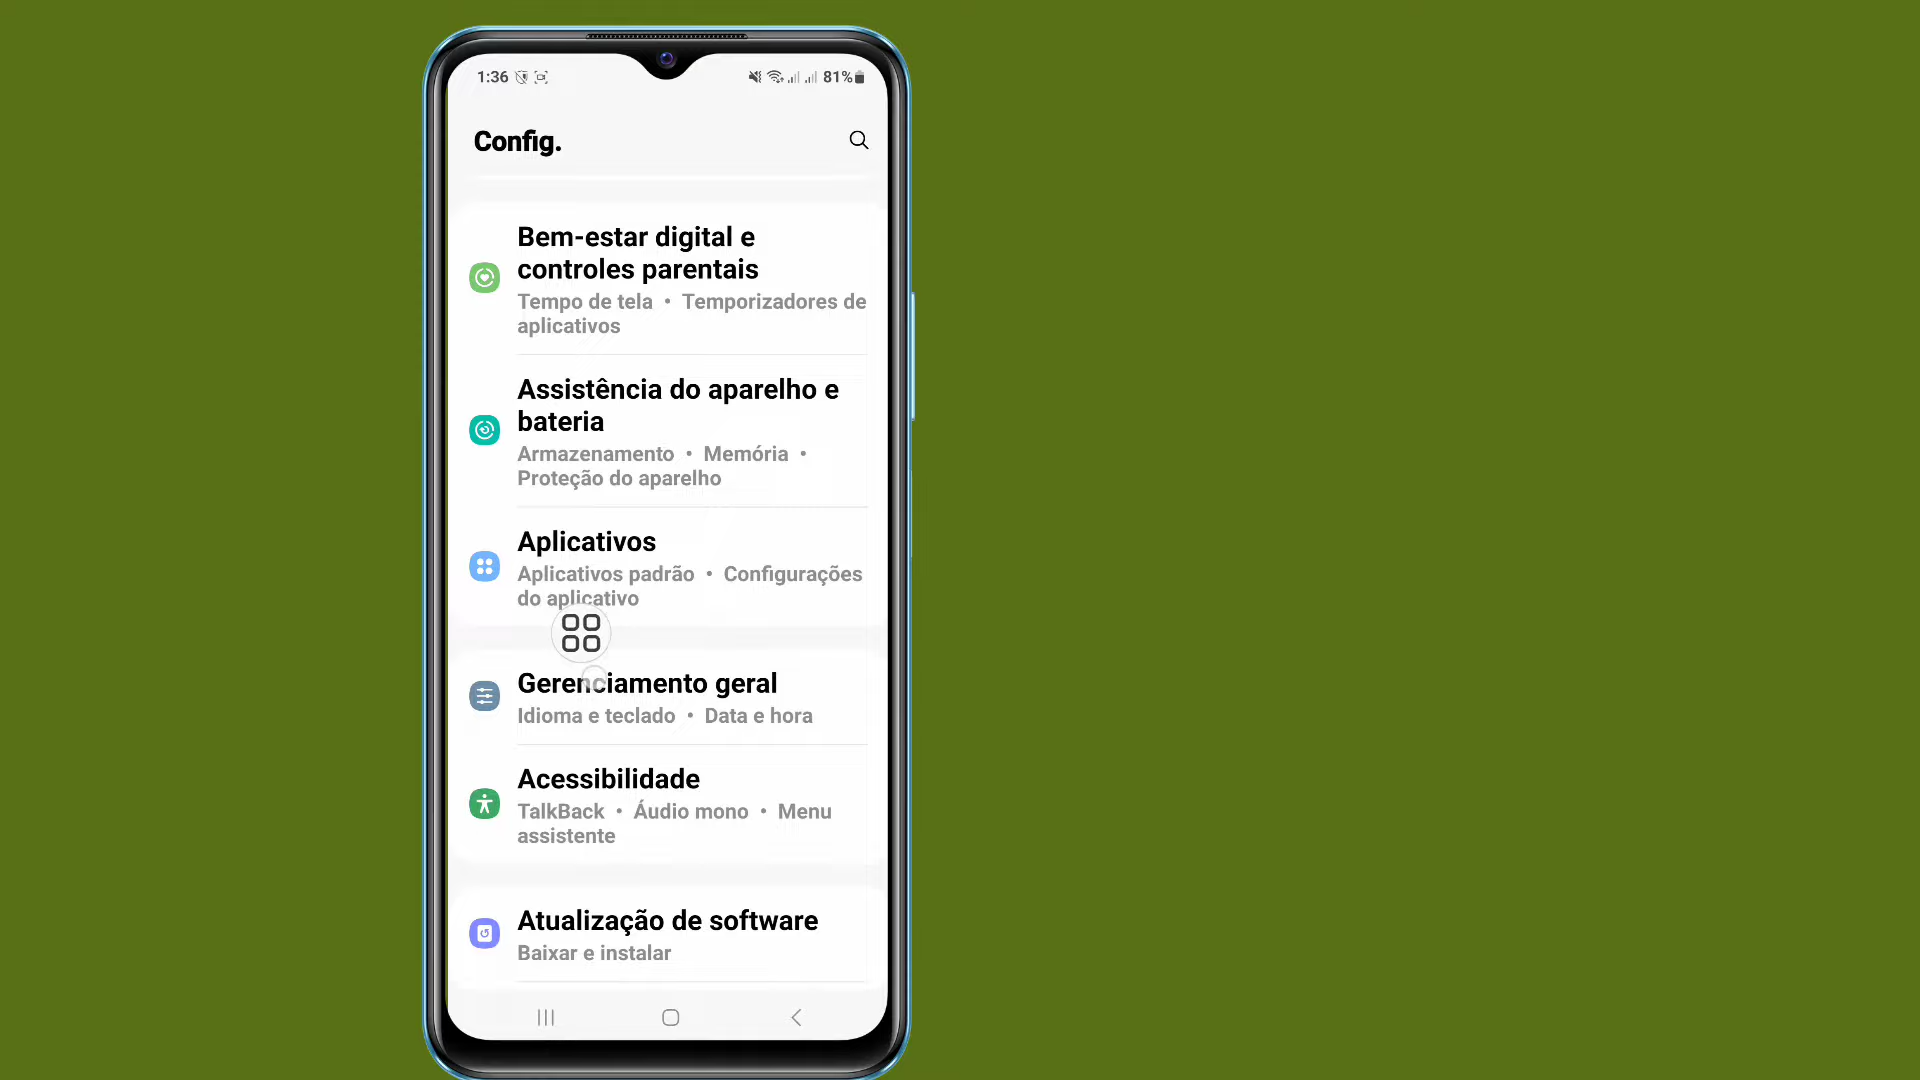 1:36 81%
Config.
Bem-estar digital e
controles parentais
Tempo de tela • Temporizadores de
aplicativos
Assistência do aparelho e
bateria
Armazenamento • Memória •
Proteção do aparelho
Aplicativos
Aplicativos padrão • Configurações
do aplicativo
Gerenciamento geral
Idioma e teclado • Data e hora
Acessibilidade
TalkBack • Áudio mono • Menu
assistente
Atualização de software
Baixar e instalar